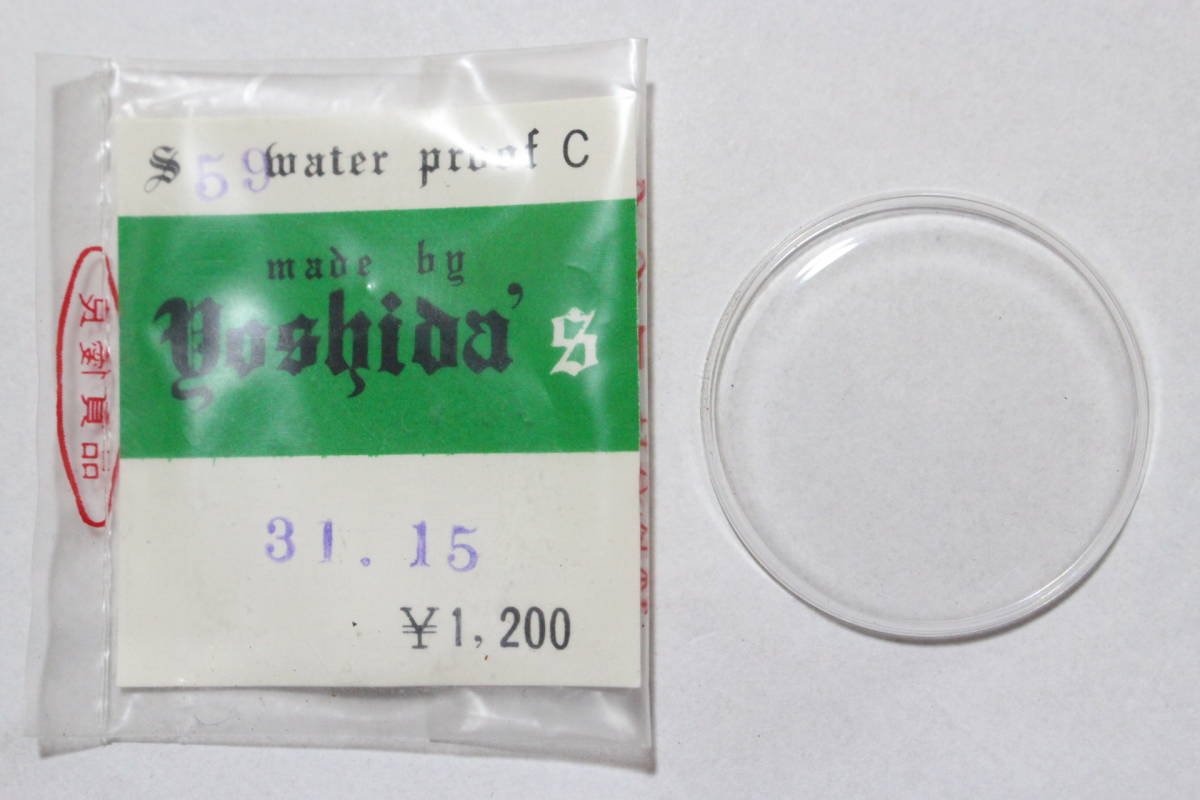 S 59 water proof C
made by
Yoshida's
31.15
¥1,200